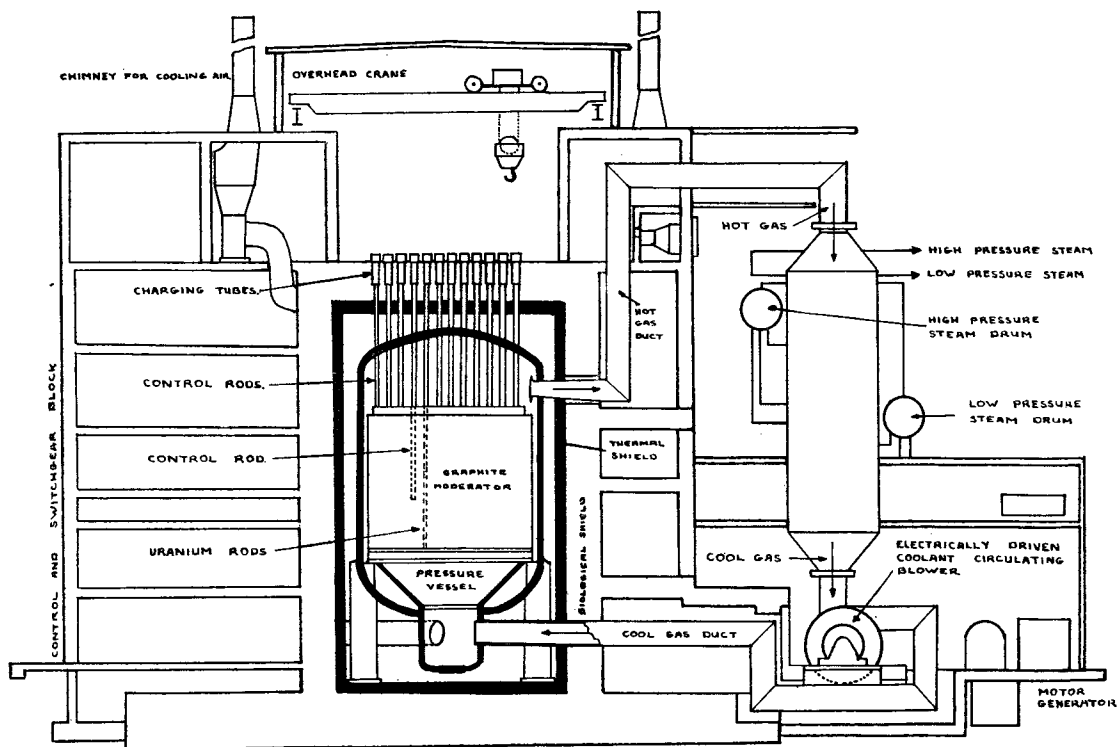 CHIMNEY FOR COOLING AIR
OVERHEAD CRANE
HOT GAS
HIGH PRESSURE STEAM
LOW PRESSURE STEAM
CHARGING TUBES.
HOT
GAS
DUCT
HIGH PRESSURE
STEAM DRUM
CONTROL RODS.
LOW PRESSURE
STEAM DRUM
THERMAL
SHIELD
CONTROL ROD.
GRAPHITE
MODERATOR
URANIUM RODS
COOL GAS
ELECTRICALLY DRIVEN
COOLANT CIRCULATING
BLOWER
PRESSURE
VESSEL
BIOLOGICAL SHIELD
CONTROL AND SWITCHGEAR BLOCK
COOL GAS DUCT
MOTOR
GENERATOR